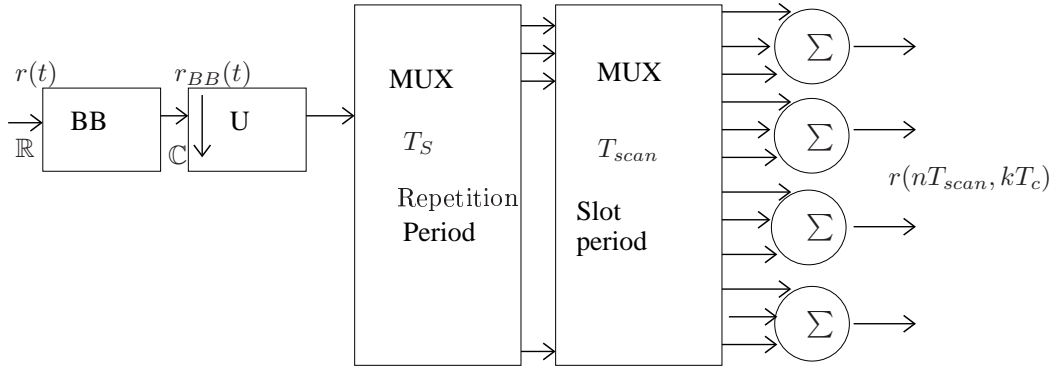 r(t)
ℝ
BB
r_{BB}(t)
ℂ
U
MUX
T_S
Repetition
Period
MUX
T_{scan}
Slot
period
Σ
Σ
Σ
Σ
r(nT_{scan}, kT_c)